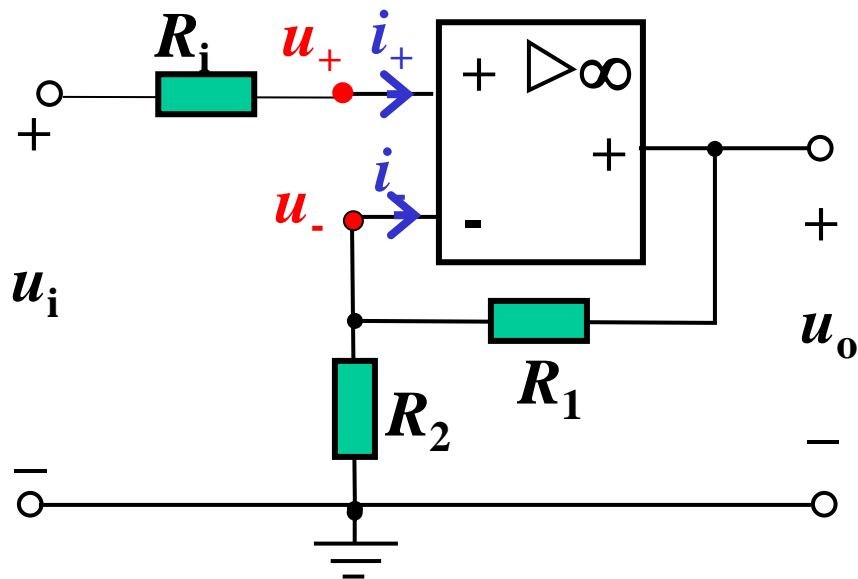 Rᵢ
u₊
i₊
+
▷∞
+
+
i₋
u₋
-
+
uᵢ
uₒ
R₁
R₂
−
−